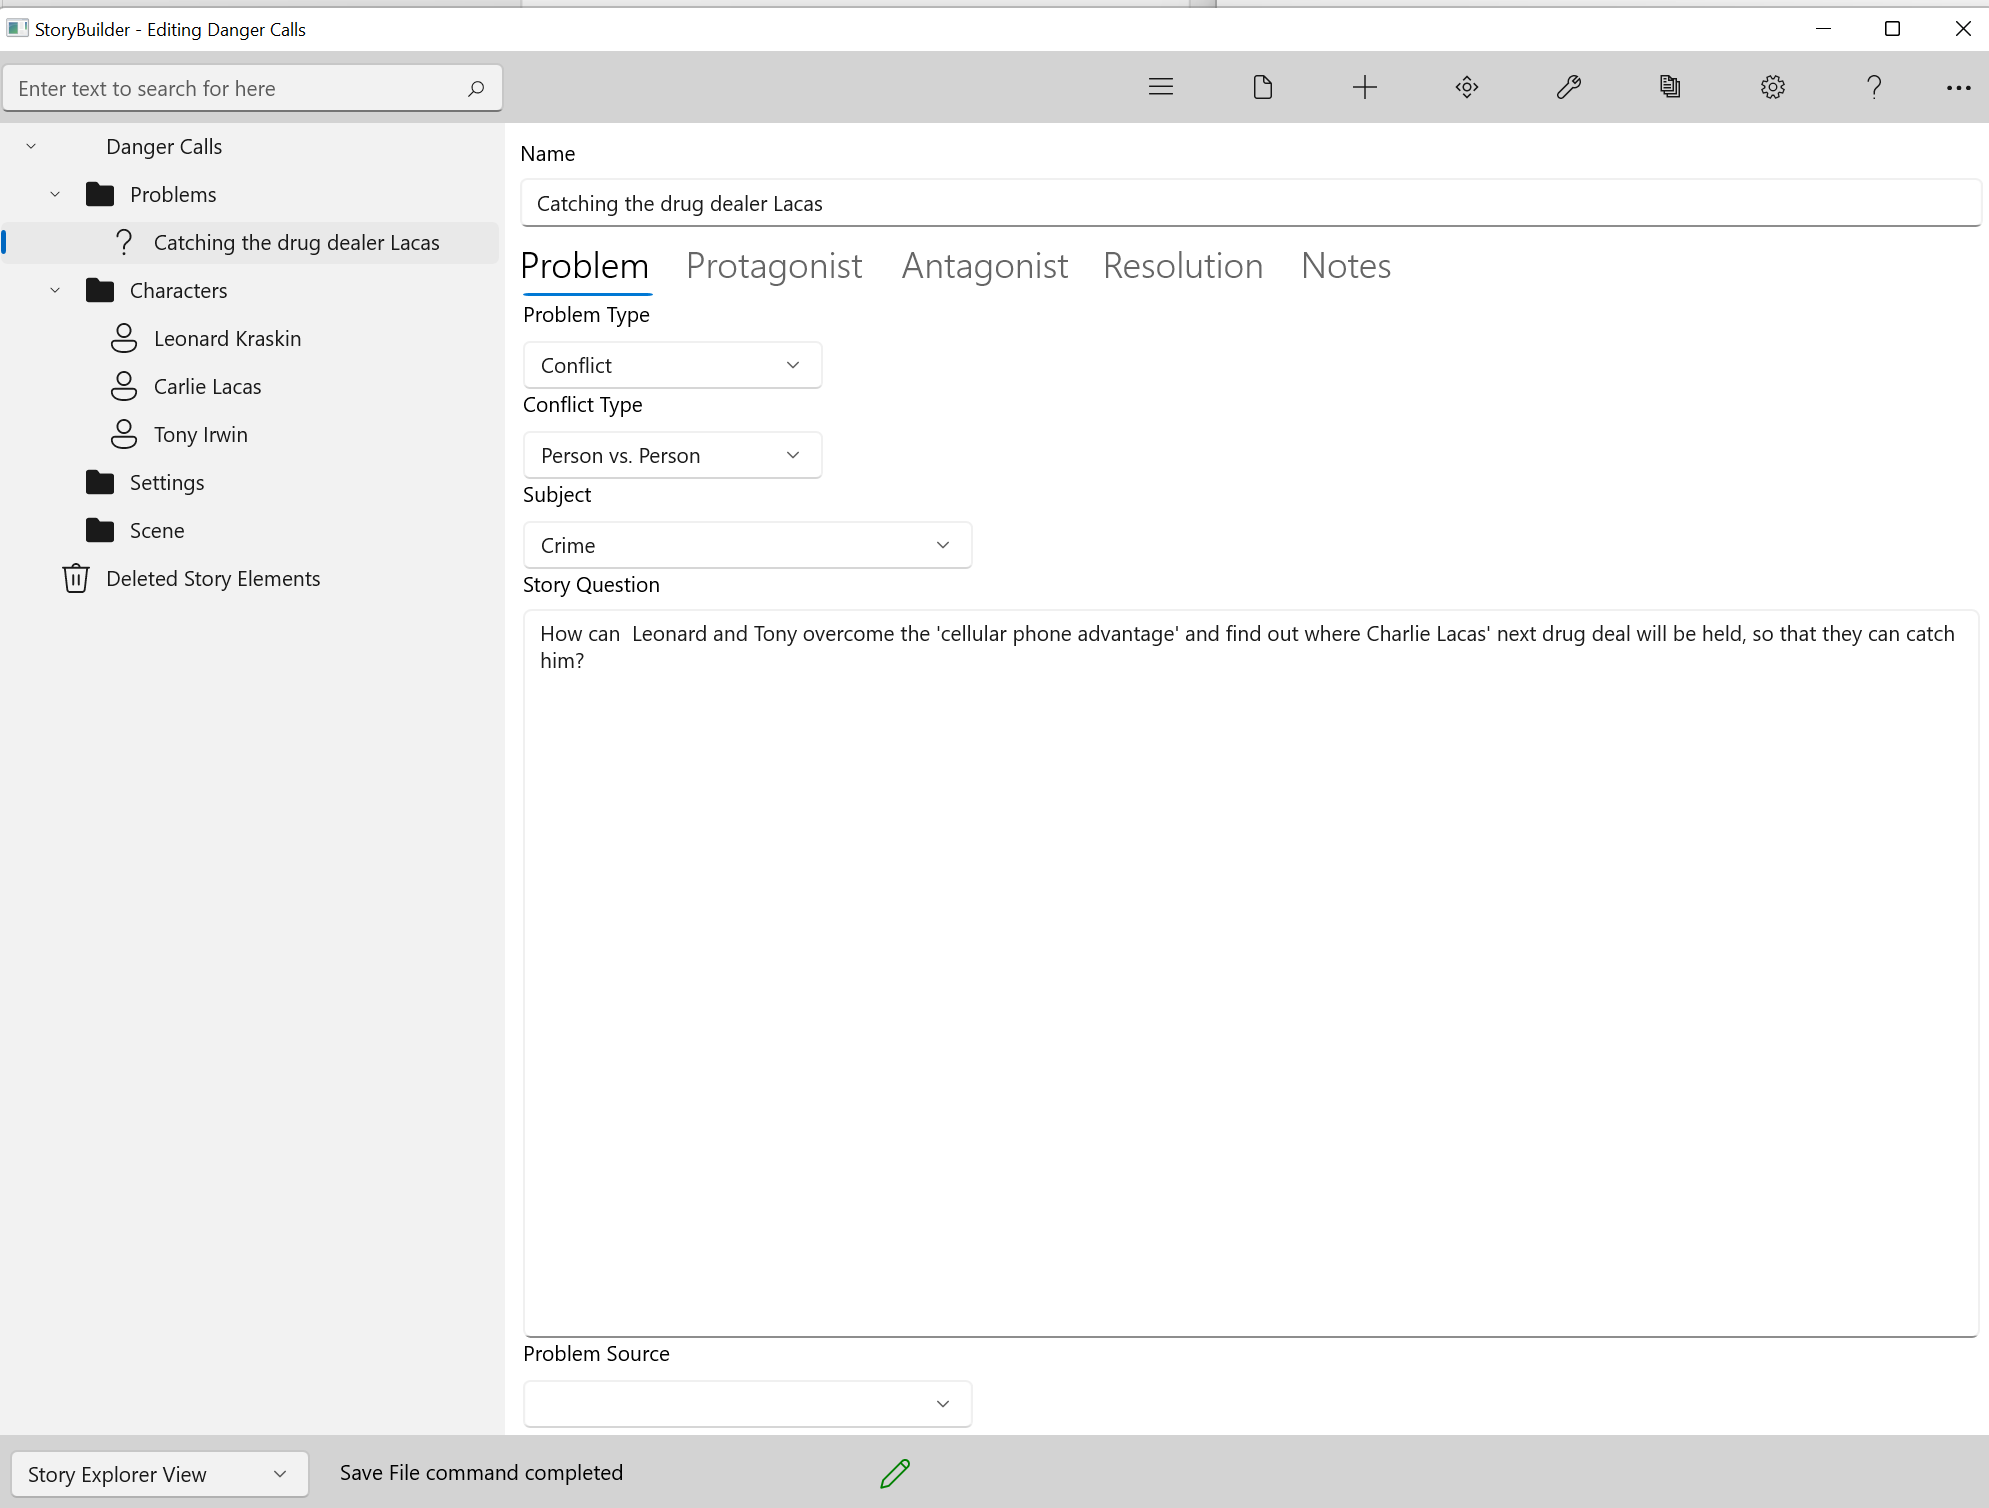 StoryBuilder - Editing Danger Calls
Enter text to search for here
Danger Calls
Problems
Catching the drug dealer Lacas
Characters
Leonard Kraskin
Carlie Lacas
Tony Irwin
Settings
Scene
Deleted Story Elements
Name
Catching the drug dealer Lacas
Problem Protagonist Antagonist Resolution Notes
Problem Type
Conflict
Conflict Type
Person vs. Person
Subject
Crime
Story Question
How can  Leonard and Tony overcome the 'cellular phone advantage' and find out where Charlie Lacas' next drug deal will be held, so that they can catch
him?
Problem Source
Story Explorer View
Save File command completed